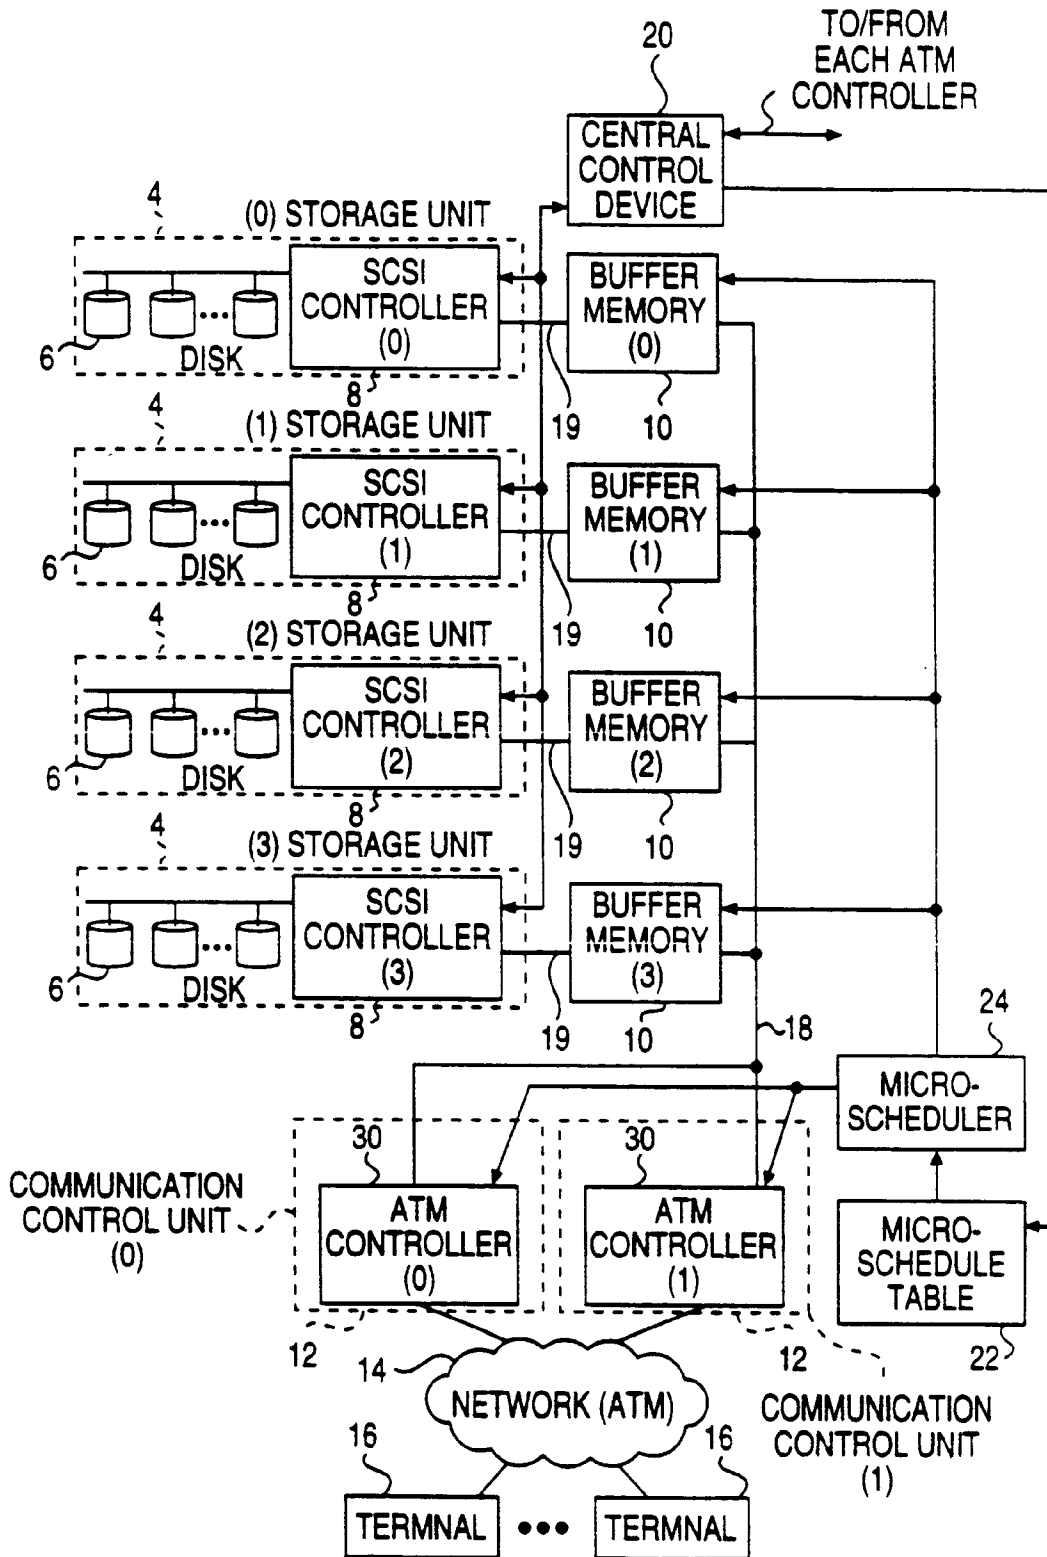 TO/FROM
EACH ATM
CONTROLLER
20
CENTRAL
CONTROL
DEVICE
4
(0) STORAGE UNIT
SCSI
CONTROLLER
(0)
BUFFER
MEMORY
(0)
6
DISK
8
19
10
4
(1) STORAGE UNIT
SCSI
CONTROLLER
(1)
BUFFER
MEMORY
(1)
6
DISK
8
19
10
4
(2) STORAGE UNIT
SCSI
CONTROLLER
(2)
BUFFER
MEMORY
(2)
6
DISK
8
19
10
4
(3) STORAGE UNIT
SCSI
CONTROLLER
(3)
BUFFER
MEMORY
(3)
6
DISK
8
19
10
18
24
MICRO-
SCHEDULER
30
30
COMMUNICATION
CONTROL UNIT
(0)
ATM
CONTROLLER
(0)
ATM
CONTROLLER
(1)
MICRO-
SCHEDULE
TABLE
12
12
22
14
NETWORK (ATM)
COMMUNICATION
CONTROL UNIT
(1)
16
16
TERMNAL
TERMNAL